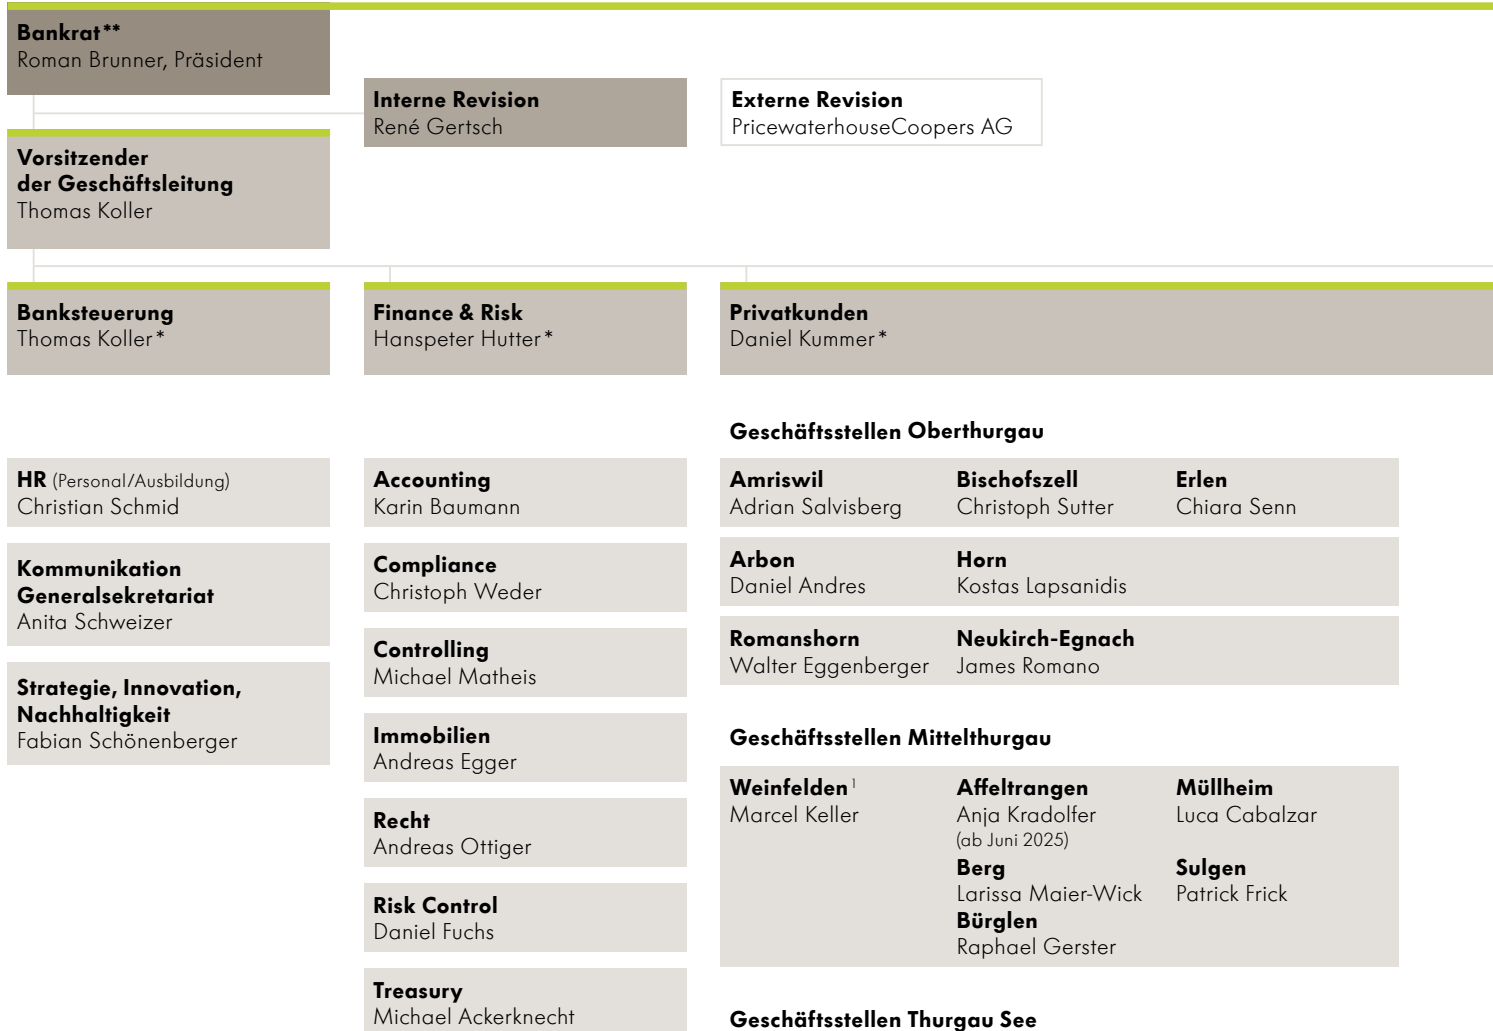 Bankrat**
Roman Brunner, Präsident
Interne Revision
René Gertsch
Externe Revision
PricewaterhouseCoopers AG
Vorsitzender
der Geschäftsleitung
Thomas Koller
Banksteuerung
Thomas Koller*
Finance & Risk
Hanspeter Hutter*
Privatkunden
Daniel Kummer*
HR (Personal/Ausbildung)
Christian Schmid
Kommunikation
Generalsekretariat
Anita Schweizer
Strategie, Innovation,
Nachhaltigkeit
Fabian Schönenberger
Accounting
Karin Baumann
Compliance
Christoph Weder
Controlling
Michael Matheis
Immobilien
Andreas Egger
Recht
Andreas Ottiger
Risk Control
Daniel Fuchs
Treasury
Michael Ackerknecht
Geschäftsstellen Oberthurgau
Amriswil
Adrian Salvisberg
Bischofszell
Christoph Sutter
Erlen
Chiara Senn
Arbon
Daniel Andres
Horn
Kostas Lapsanidis
Romanshorn
Walter Eggenberger
Neukirch-Egnach
James Romano
Geschäftsstellen Mittelthurgau
Weinfelden¹
Marcel Keller
Affeltrangen
Anja Kradolfer
(ab Juni 2025)
Berg
Larissa Maier-Wick
Bürglen
Raphael Gerster
Müllheim
Luca Cabalzar
Sulgen
Patrick Frick
Geschäftsstellen Thurgau See